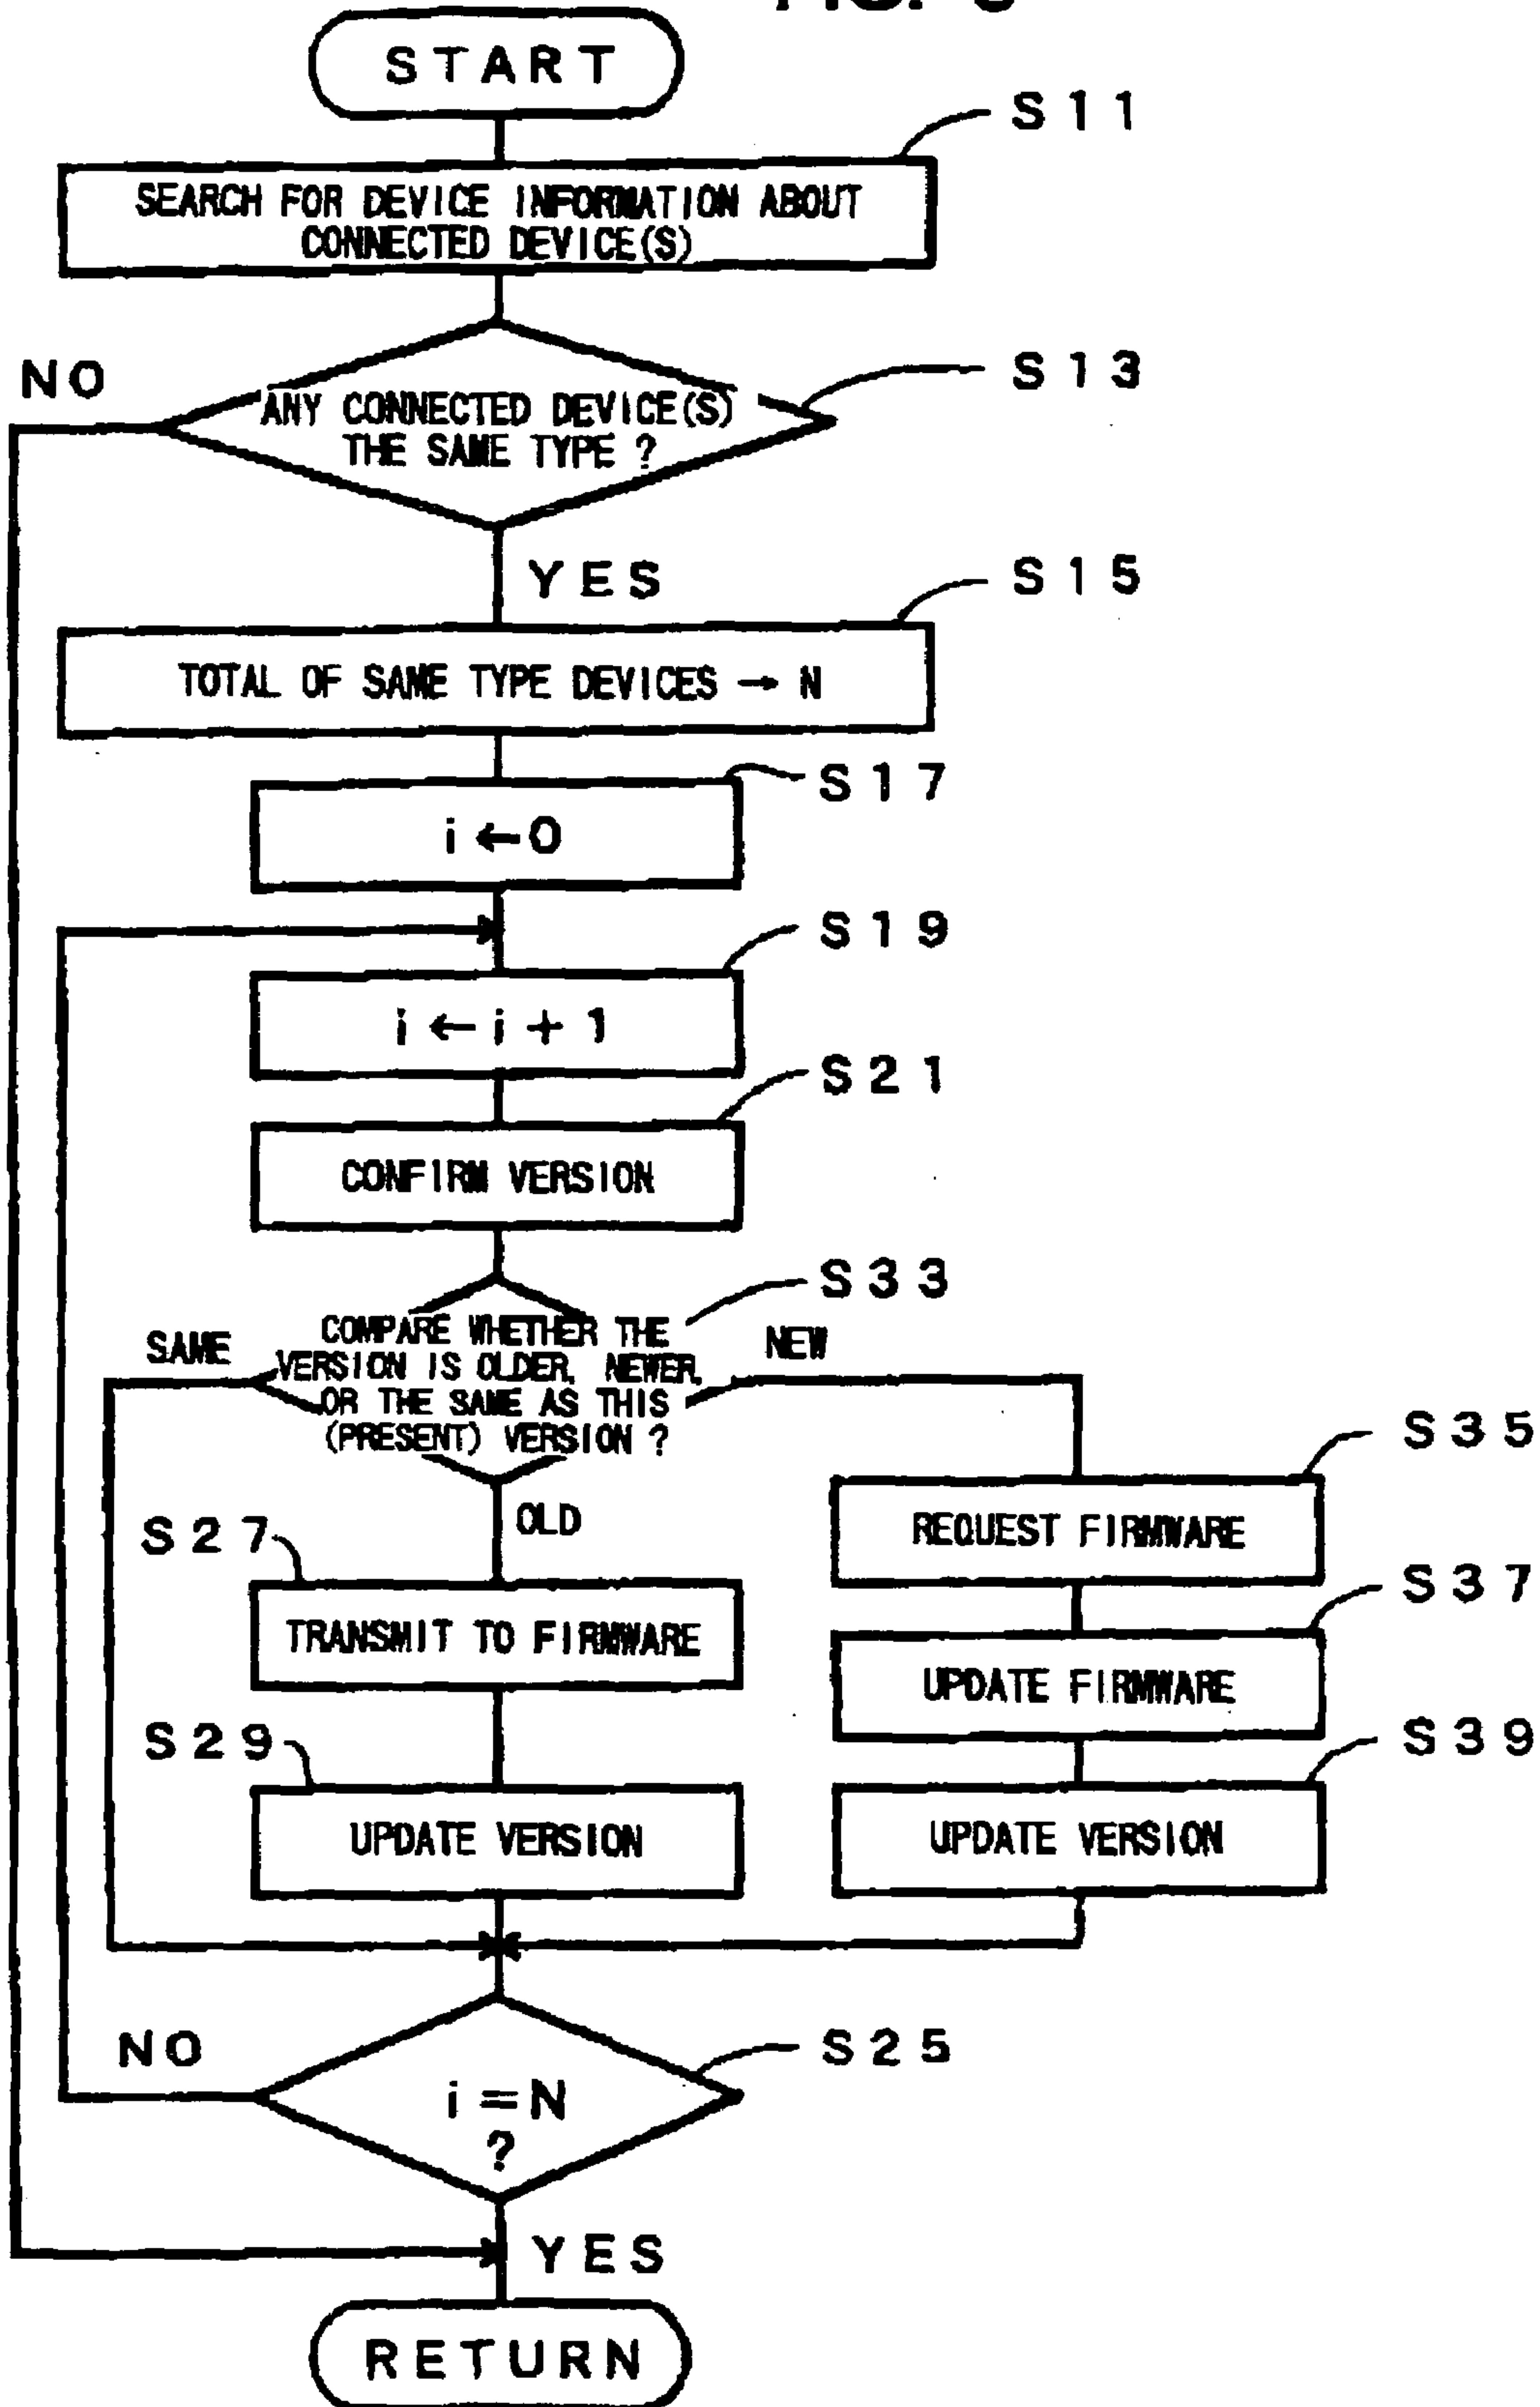 START
S11
SEARCH FOR DEVICE INFORMATION ABOUT
CONNECTED DEVICE(S)
NO
S13
ANY CONNECTED DEVICE(S)
THE SAME TYPE ?
YES
S15
TOTAL OF SAME TYPE DEVICES → N
S17
i ← 0
S19
i ← i + 1
S21
CONFIRM VERSION
S33
SAME
COMPARE WHETHER THE
VERSION IS OLDER, NEWER,
OR THE SAME AS THIS
(PRESENT) VERSION ?
NEW
OLD
S35
REQUEST FIRMWARE
S27
TRANSMIT TO FIRMWARE
S37
UPDATE FIRMWARE
S29
UPDATE VERSION
S39
UPDATE VERSION
NO
S25
i = N
?
YES
RETURN